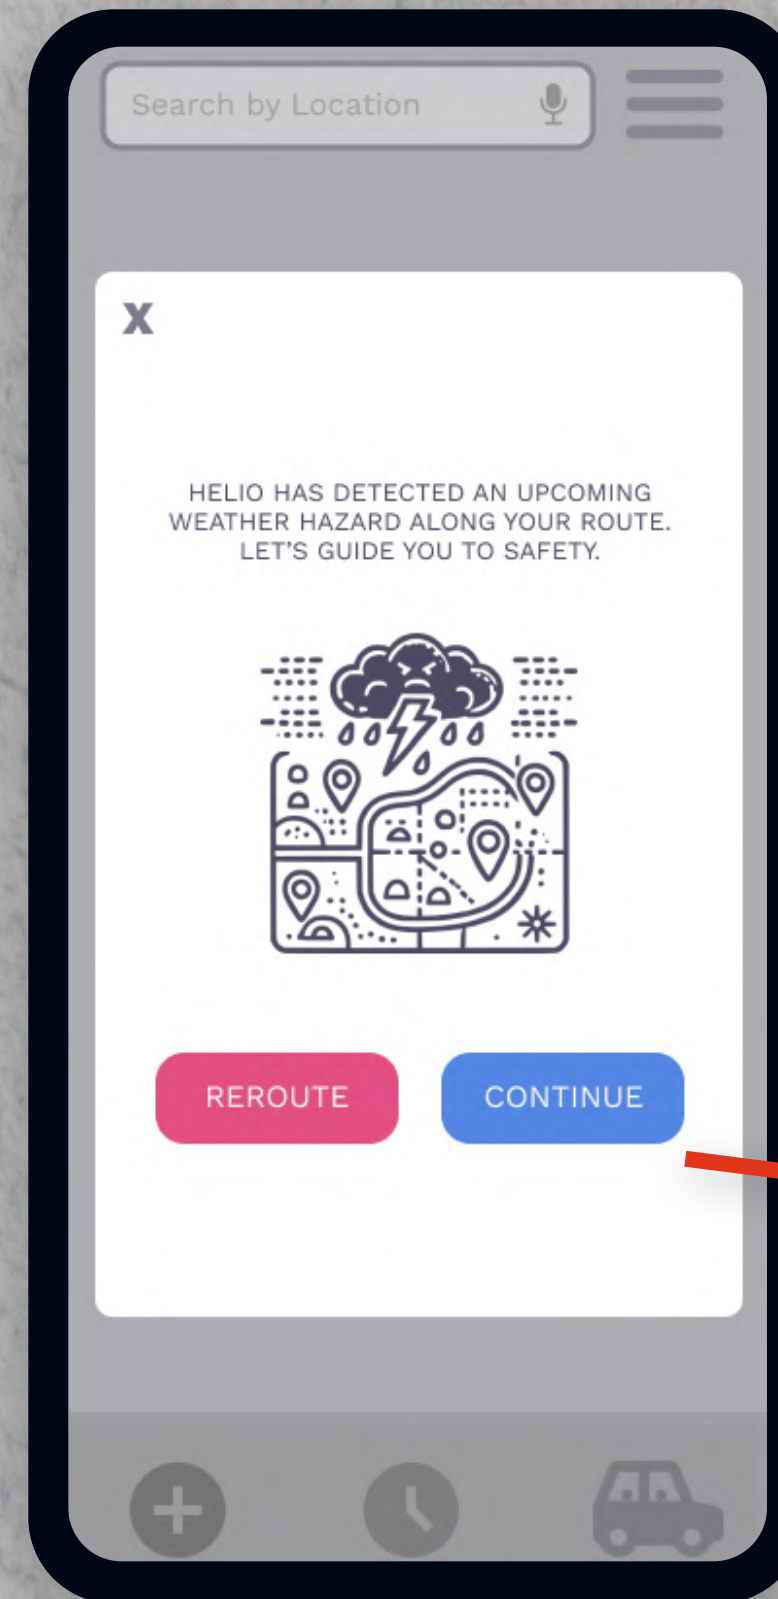 Search by Location
X
HELIO HAS DETECTED AN UPCOMING
WEATHER HAZARD ALONG YOUR ROUTE.
LET'S GUIDE YOU TO SAFETY.
REROUTE
CONTINUE